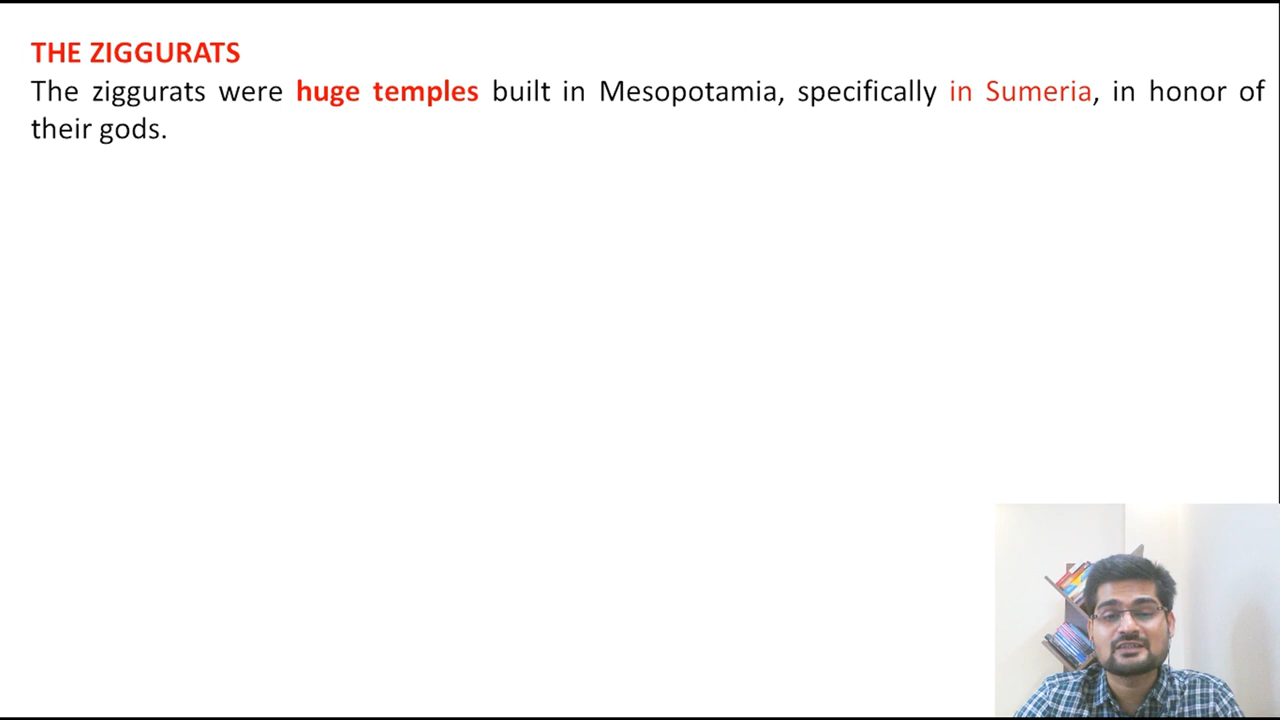 THE ZIGGURATS
The ziggurats were huge temples built in Mesopotamia, specifically in Sumeria, in honor of
their gods.